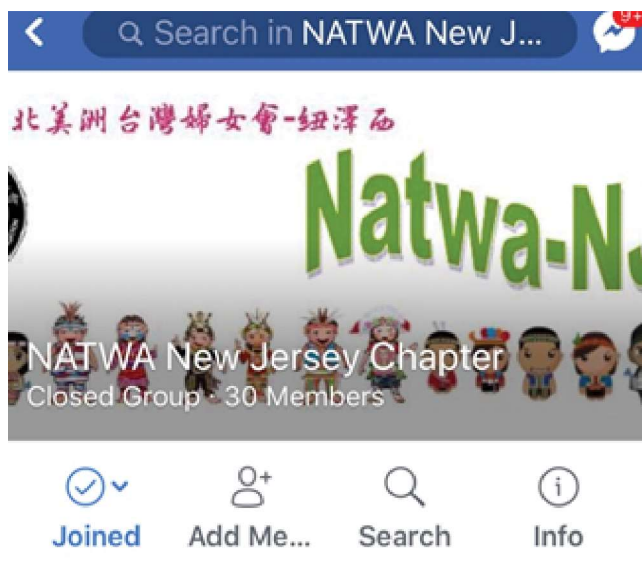 Search in NATWA New J...
9+
北美洲台灣婦女會-紐澤西
Natwa-NJ
NATWA New Jersey Chapter
Closed Group · 30 Members
Joined
Add Me...
Search
Info